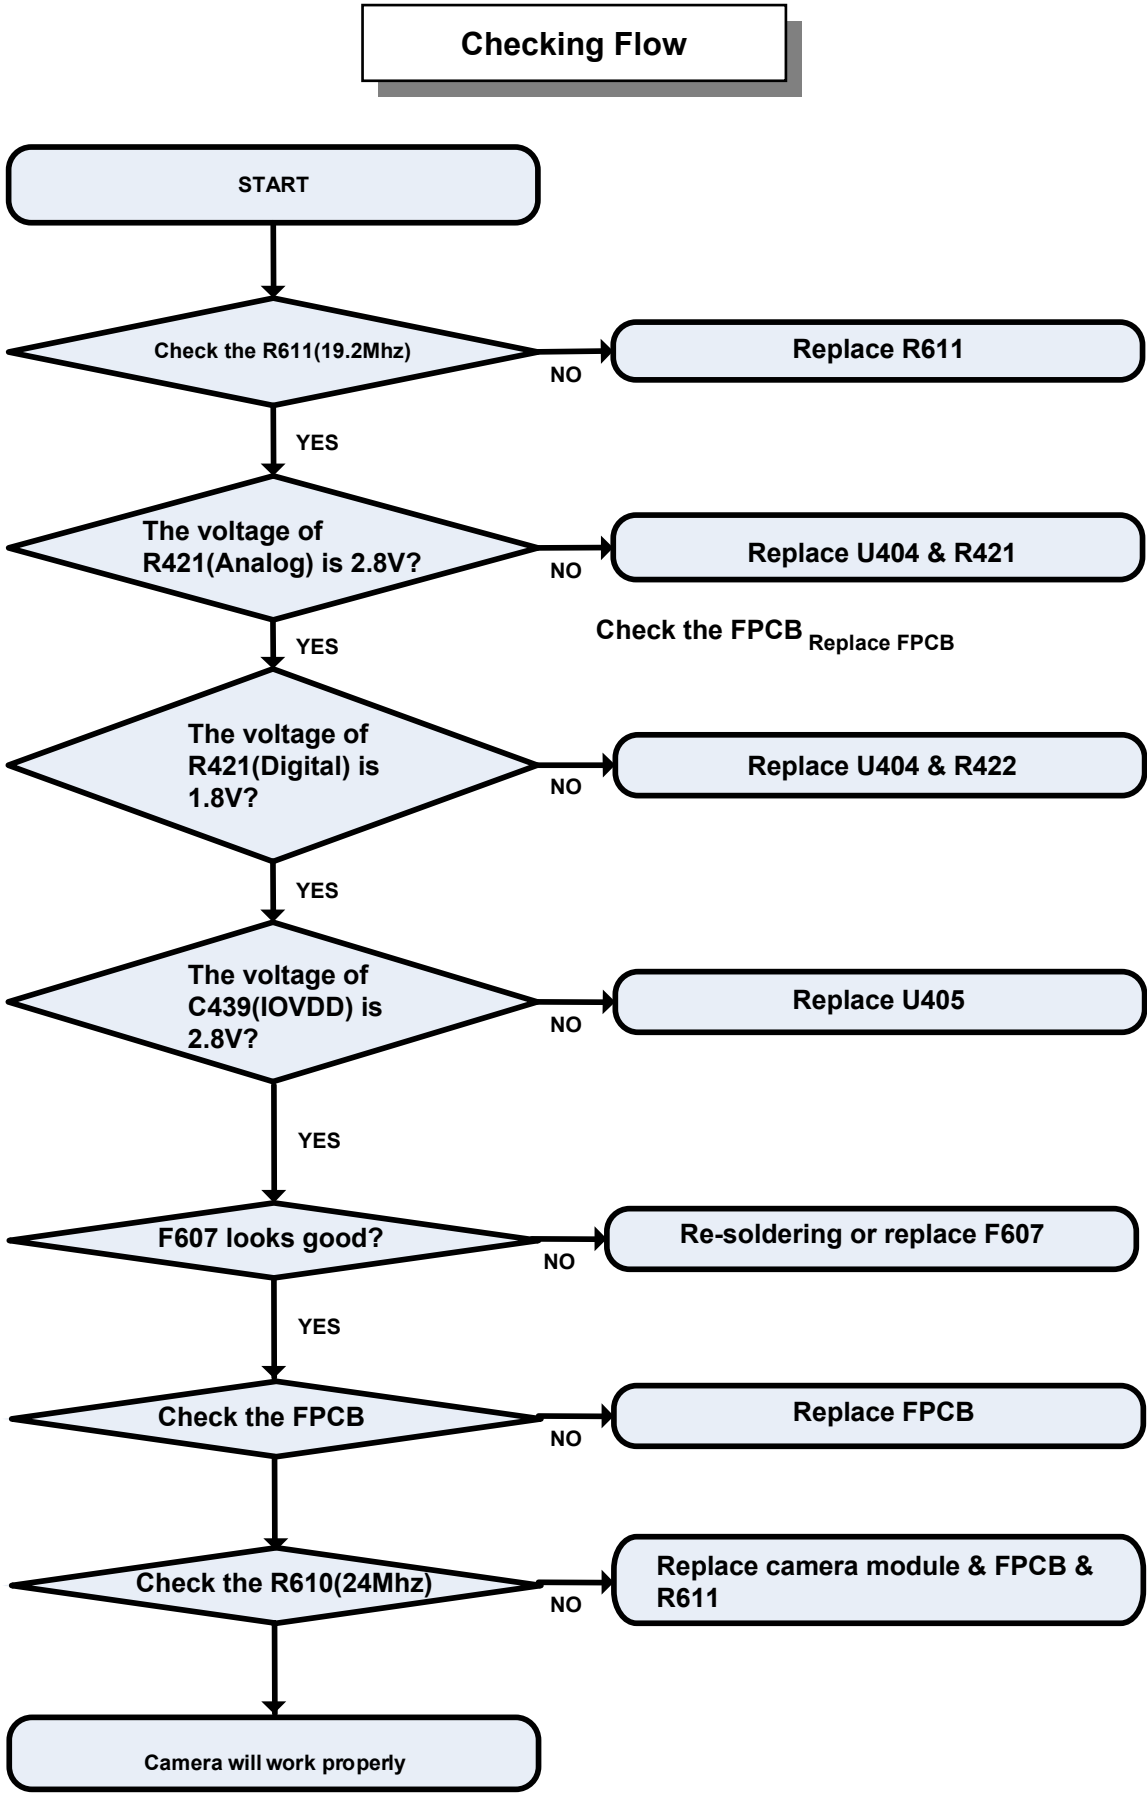 Checking Flow
START
Check the R611(19.2Mhz)
NO
Replace R611
YES
The voltage of
R421(Analog) is 2.8V?
NO
Replace U404 & R421
YES
Check the FPCB Replace FPCB
The voltage of
R421(Digital) is
1.8V?
NO
Replace U404 & R422
YES
The voltage of
C439(IOVDD) is
2.8V?
NO
Replace U405
YES
F607 looks good?
NO
Re-soldering or replace F607
YES
Check the FPCB
NO
Replace FPCB
Check the R610(24Mhz)
NO
Replace camera module & FPCB &
R611
Camera will work properly